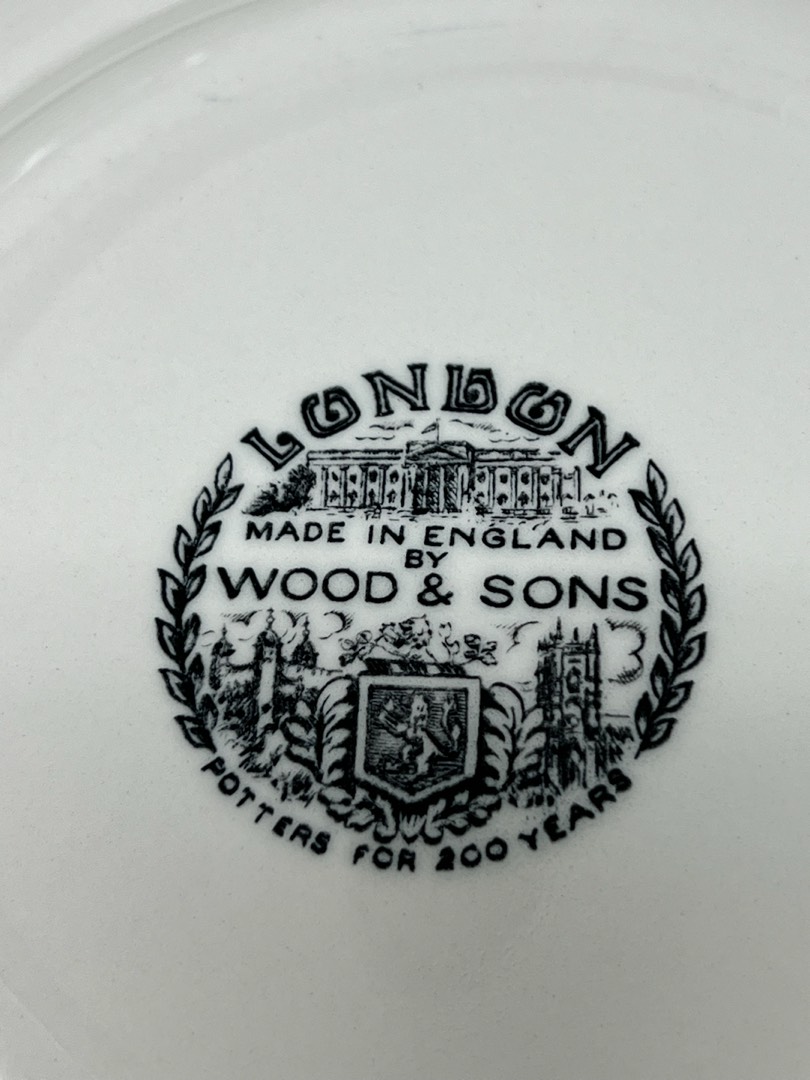 LONDON
MADE IN ENGLAND
BY
WOOD & SONS
POTTERS FOR 200 YEARS